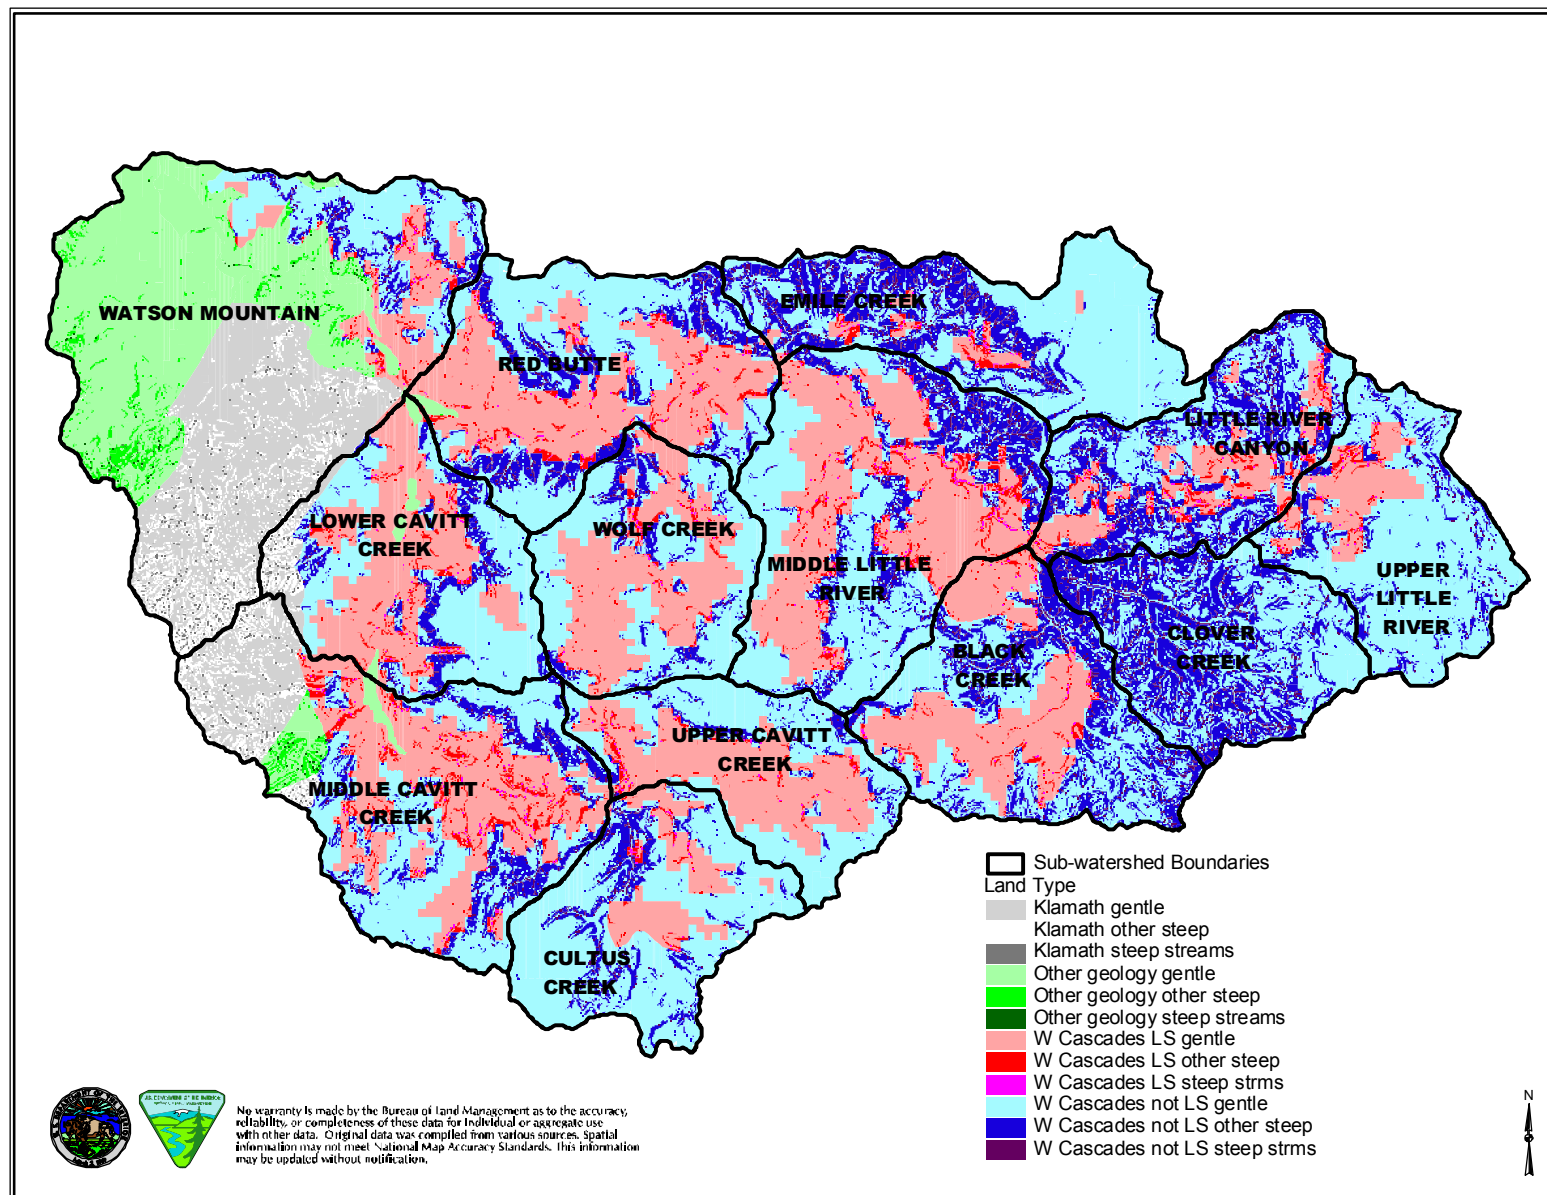 WATSON MOUNTAIN
EMILE CREEK
RED BUTTE
LITTLE RIVER
CANYON
LOWER CAVITT
CREEK
WOLF CREEK
MIDDLE LITTLE
RIVER
UPPER
LITTLE
RIVER
BLACK
CREEK
CLOVER
CREEK
UPPER CAVITT
CREEK
MIDDLE CAVITT
CREEK
CULTUS
CREEK
Sub-watershed Boundaries
Land Type
Klamath gentle
Klamath other steep
Klamath steep streams
Other geology gentle
Other geology other steep
Other geology steep streams
W Cascades LS gentle
W Cascades LS other steep
W Cascades LS steep strms
W Cascades not LS gentle
W Cascades not LS other steep
W Cascades not LS steep strms
No warranty is made by the Bureau of Land Management as to the accuracy,
reliability, or completeness of these data for individual or aggregate use
with other data. Original data was compiled from various sources. Spatial
information may not meet National Map Accuracy Standards. This information
may be updated without notification.
N